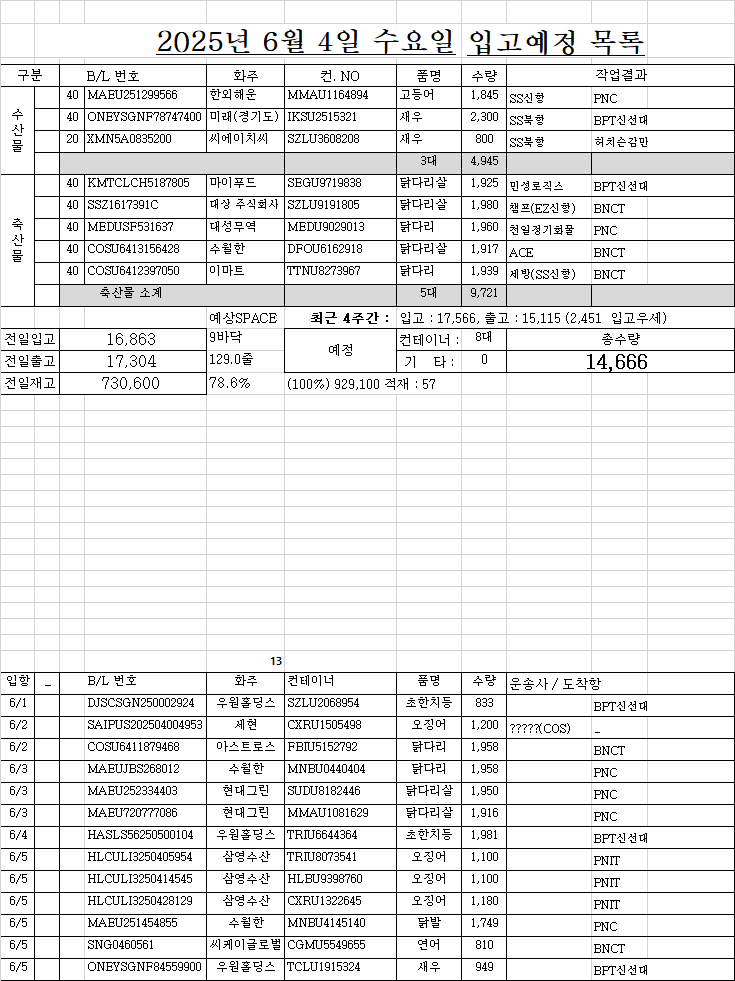 2025년 6월 4일 수요일 입고예정 목록
구분 B/L 번호 화주 컨. NO 품명 수량 작업결과
수산물
40 MAEU251299566 한외해운 MMAU1164894 고등어 1,845 SS신항 PNC
40 ONEYSGNF78747400 미래(경기도) IKSU2515321 새우 2,300 SS북항 BPT신선대
20 XMN5A0835200 씨에이치씨 SZLU3608208 새우 800 SS북항 허치슨감만
3대 4,945
축산물
40 KMTCLCH5187805 마이푸드 SEGU9719838 닭다리살 1,925 민성로직스 BPT신선대
40 SSZ1617391C 대상 주식회사 SZLU9191805 닭다리살 1,980 챔프(EZ신항) BNCT
40 MEDUSF531637 대성무역 MEDU9029013 닭다리 1,960 천일정기화물 PNC
40 COSU6413156428 수월한 DFOU6162918 닭다리 1,917 ACE BNCT
40 COSU6412397050 이마트 TTNU8273967 닭다리 1,939 세방(SS신항) BNCT
축산물 소계 5대 9,721
예상SPACE 최근 4주간 : 입고 : 17,566, 출고 : 15,115 (2,451 입고우세)
전일입고 16,863 9바닥 예정 컨테이너 : 8대 총수량
전일출고 17,304 129.0줄 기 타 : 0 14,666
전일재고 730,600 78.6% (100%) 929,100 적재 : 57
13
입항 _ B/L 번호 화주 컨테이너 품명 수량 운송사 / 도착항
6/1 DJSCSGN250002924 우원홀딩스 SZLU2068954 초한치등 833 BPT신선대
6/2 SAIPUS202504004953 제현 CXRU1505498 오징어 1,200 ?????(COS) _
6/2 COSU6411879468 아스트로스 FBIU5152792 닭다리 1,958 BNCT
6/3 MAEUJBS268012 수월한 MNBU0440404 닭다리 1,958 PNC
6/3 MAEU252334403 현대그린 SUDU8182446 닭다리살 1,950 PNC
6/3 MAEU720777086 현대그린 MMAU1081629 닭다리살 1,916 PNC
6/4 HASLS56250500104 우원홀딩스 TRIU6644364 초한치등 1,981 BPT신선대
6/5 HLCULI3250405954 삼영수산 TRIU8073541 오징어 1,100 PNIT
6/5 HLCULI3250414545 삼영수산 HLBU9398760 오징어 1,100 PNIT
6/5 HLCULI3250428129 삼영수산 CXRU1322645 오징어 1,180 PNIT
6/5 MAEU251454855 수월한 MNBU4145140 닭발 1,749 PNC
6/5 SNG0460561 씨케이글로벌 CGMU5549655 연어 810 BNCT
6/5 ONEYSGNF84559900 우원홀딩스 TCLU1915324 새우 949 BPT신선대